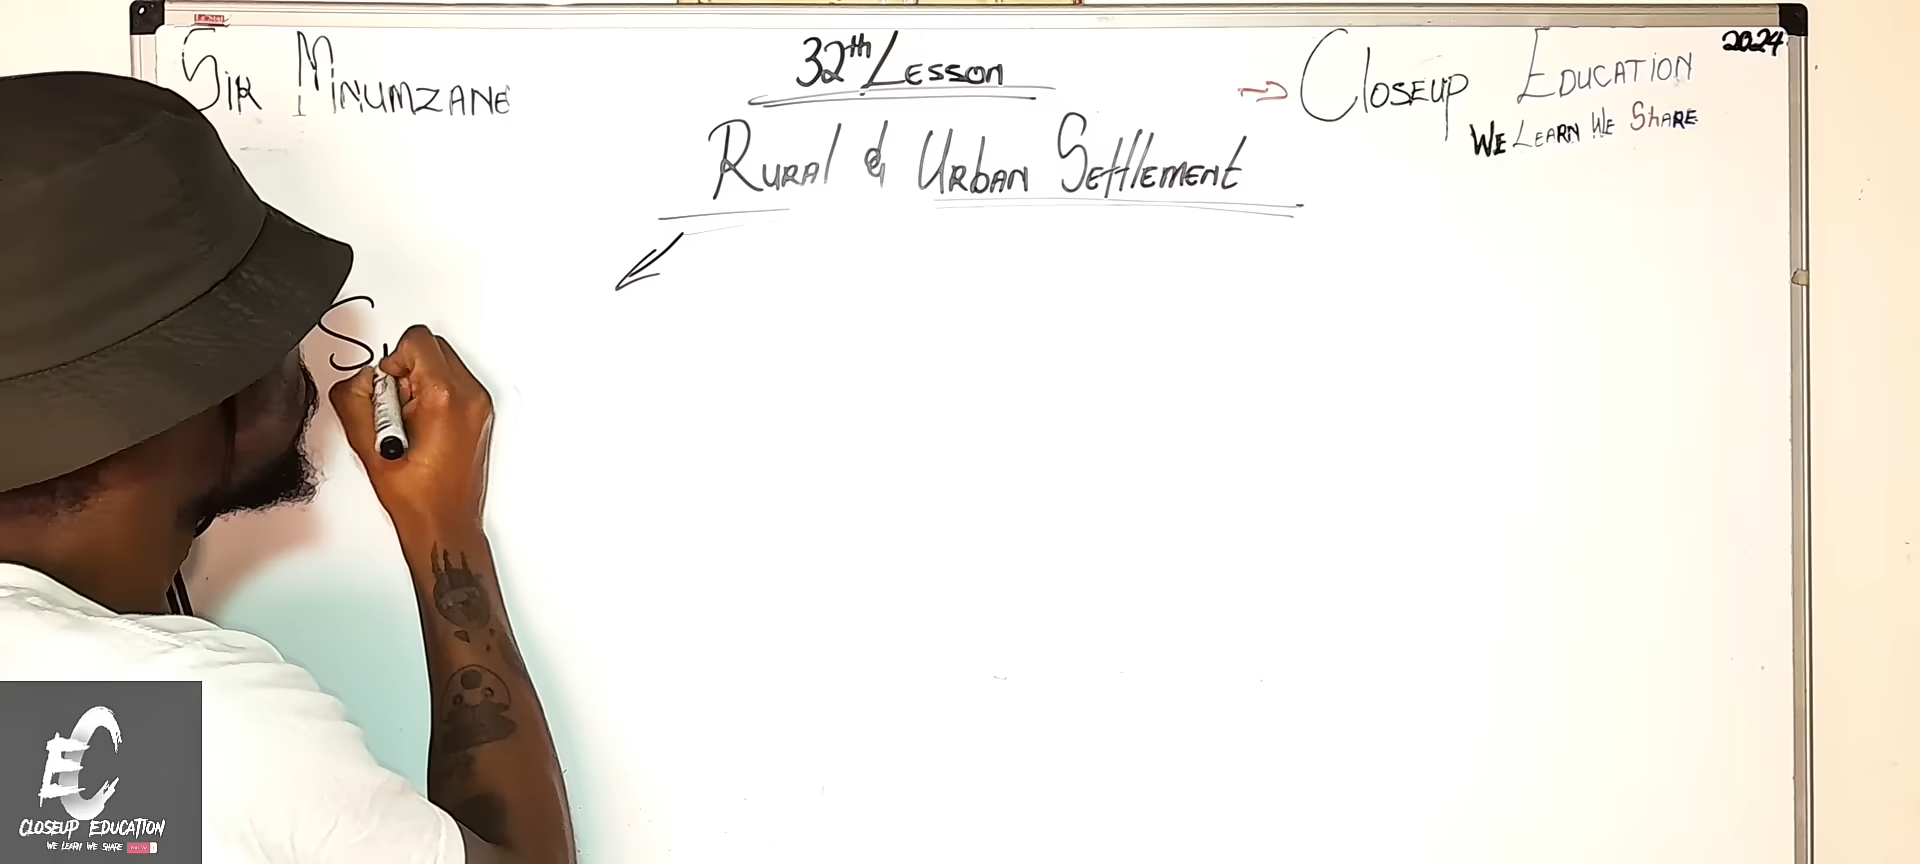 SIR MNUMZANE
32th LESSON
→ CLOSEUP EDUCATION
2024
WE LEARN WE SHARE
RURAL & URBAN SETTLEMENT
S
EC
CLOSEUP EDUCATION
WE LEARN WE SHARE